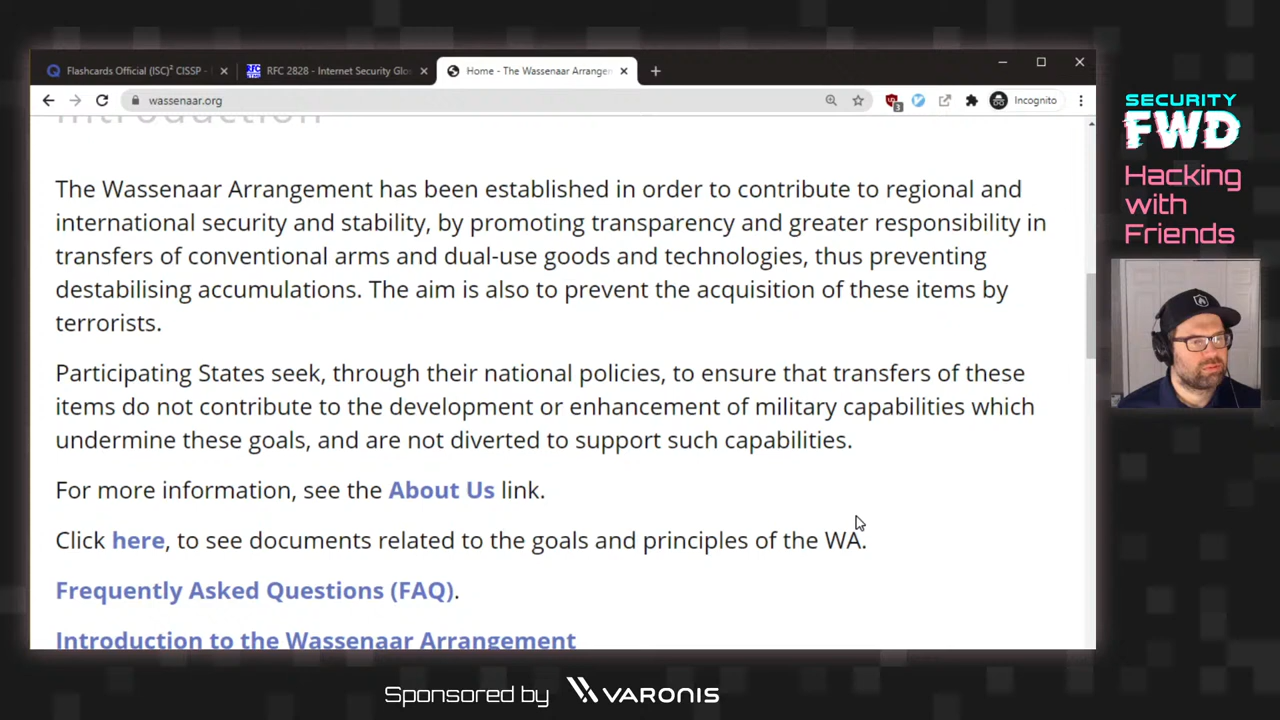 Flashcards Official (ISC)² CISSP -
RFC 2828 - Internet Security Glos
Home - The Wassenaar Arrangen
wassenaar.org
3
Incognito
Introduction
The Wassenaar Arrangement has been established in order to contribute to regional and
international security and stability, by promoting transparency and greater responsibility in
transfers of conventional arms and dual-use goods and technologies, thus preventing
destabilising accumulations. The aim is also to prevent the acquisition of these items by
terrorists.
Participating States seek, through their national policies, to ensure that transfers of these
items do not contribute to the development or enhancement of military capabilities which
undermine these goals, and are not diverted to support such capabilities.
For more information, see the About Us link.
Click here, to see documents related to the goals and principles of the WA.
Frequently Asked Questions (FAQ).
Introduction to the Wassenaar Arrangement
SECURITY
FWD
Hacking
with
Friends
Sponsored by VARONIS